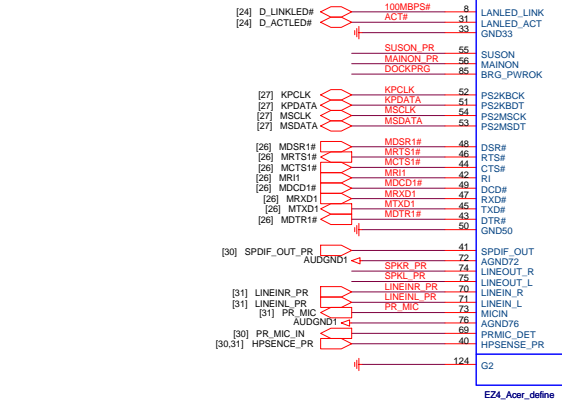 [24] D_LINKLED# 100MBPS# 8 LANLED_LINK
[24] D_ACTLED# ACT# 31 LANLED_ACT
33 GND33
SUSON_PR 55 SUSON
MAINON_PR 56 MAINON
DOCKPRG 85 BRG_PWROK
[27] KPCLK KPCLK 52 PS2KBCK
[27] KPDATA KPDATA 51 PS2KBDT
[27] MSCLK MSCLK 54 PS2MSCK
[27] MSDATA MSDATA 53 PS2MSDT
[26] MDSR1# MDSR1# 48 DSR#
[26] MRTS1# MRTS1# 46 RTS#
[26] MCTS1# MCTS1# 44 CTS#
[26] MRI1 MRI1 42 RI
[26] MDCD1# MDCD1# 49 DCD#
[26] MRXD1 MRXD1 47 RXD#
[26] MTXD1 MTXD1 45 TXD#
[26] MDTR1# MDTR1# 43 DTR#
50 GND50
[30] SPDIF_OUT_PR 41 SPDIF_OUT
AUDGND1 72 AGND72
SPKR_PR 74 LINEOUT_R
SPKL_PR 75 LINEOUT_L
[31] LINEINR_PR LINEINR_PR 70 LINEIN_R
[31] LINEINL_PR LINEINL_PR 71 LINEIN_L
[31] PR_MIC PR_MIC 73 MICIN
AUDGND1 76 AGND76
[30] PR_MIC_IN 69 PRMIC_DET
[30,31] HPSENCE_PR 40 HPSENSE_PR
124 G2
EZ4_Acer_define